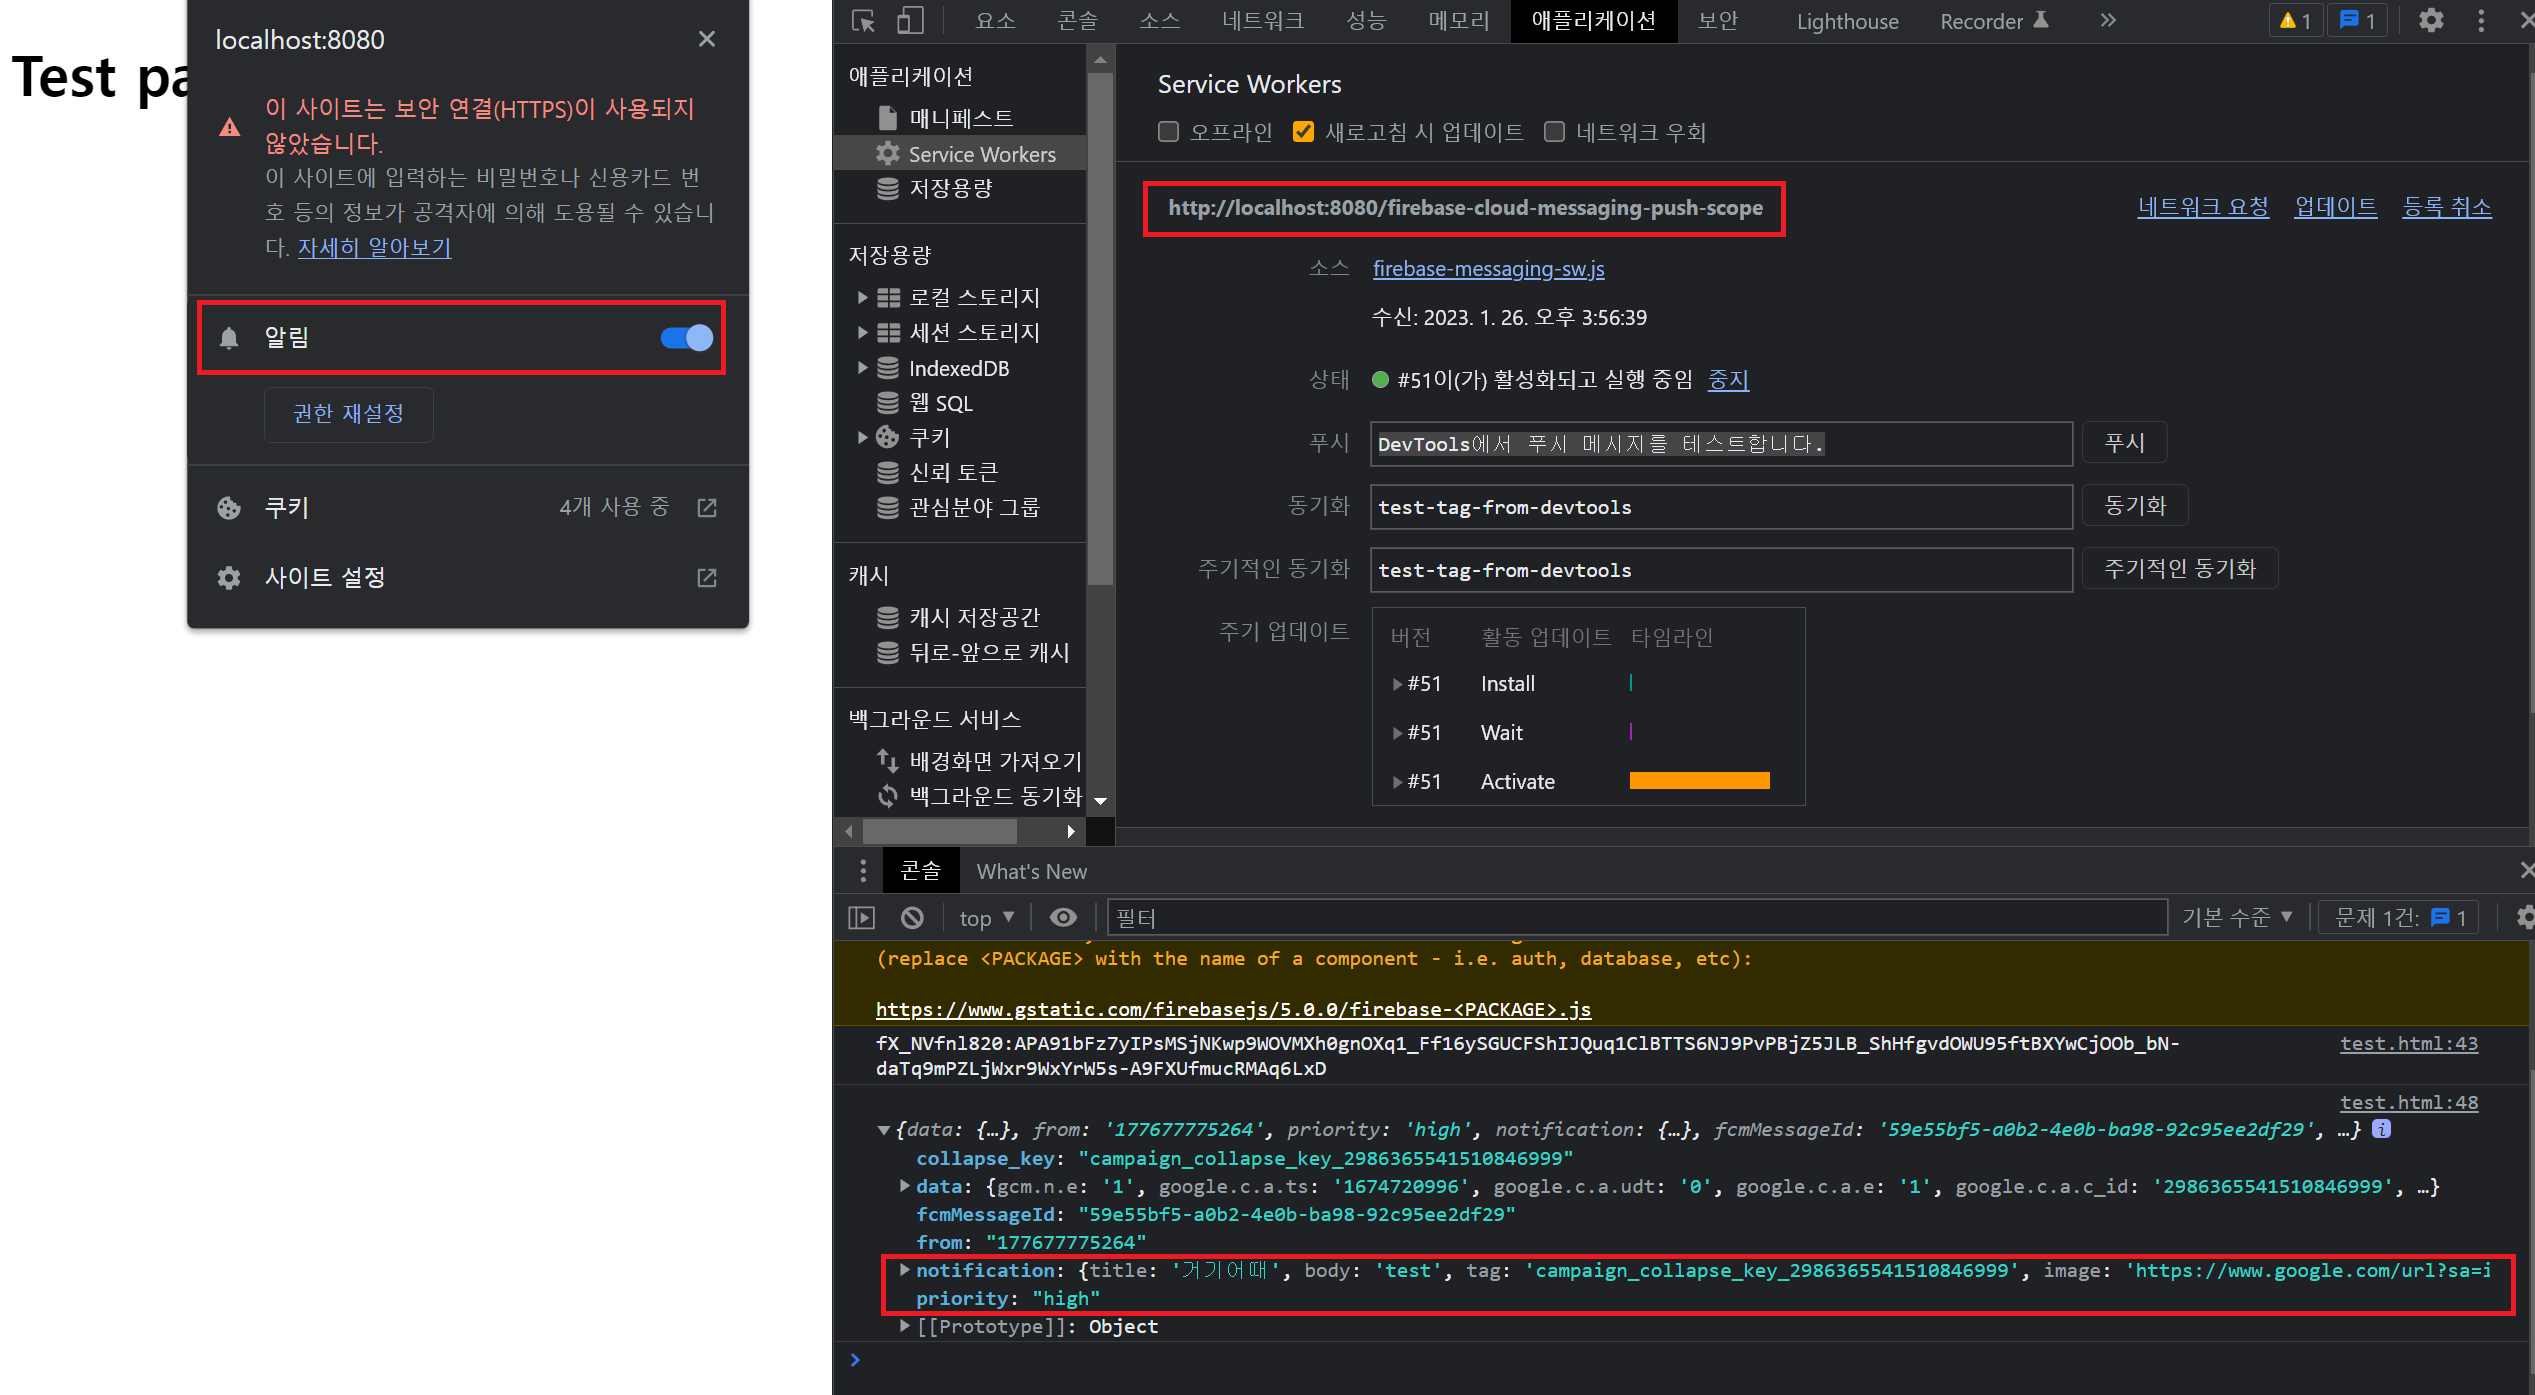 Test pa
localhost:8080
이 사이트는 보안 연결(HTTPS)이 사용되지
않았습니다.
이 사이트에 입력하는 비밀번호나 신용카드 번
호 등의 정보가 공격자에 의해 도용될 수 있습니
다. 자세히 알아보기
알림
권한 재설정
쿠키 4개 사용 중
사이트 설정
요소 콘솔 소스 네트워크 성능 메모리 애플리케이션 보안 Lighthouse Recorder 1 1
애플리케이션
매니페스트
Service Workers
저장용량
저장용량
로컬 스토리지
세션 스토리지
IndexedDB
웹 SQL
쿠키
신뢰 토큰
관심분야 그룹
캐시
캐시 저장공간
뒤로-앞으로 캐시
백그라운드 서비스
배경화면 가져오기
백그라운드 동기화
Service Workers
오프라인 새로고침 시 업데이트 네트워크 우회
http://localhost:8080/firebase-cloud-messaging-push-scope 네트워크 요청 업데이트 등록 취소
소스 firebase-messaging-sw.js
수신: 2023. 1. 26. 오후 3:56:39
상태 #51이(가) 활성화되고 실행 중임 중지
푸시 DevTools에서 푸시 메시지를 테스트합니다. 푸시
동기화 test-tag-from-devtools 동기화
주기적인 동기화 test-tag-from-devtools 주기적인 동기화
주기 업데이트 버전 활동 업데이트 타임라인
#51 Install
#51 Wait
#51 Activate
콘솔 What's New
top 필터 기본 수준 문제 1건: 1
(replace <PACKAGE> with the name of a component - i.e. auth, database, etc):
https://www.gstatic.com/firebasejs/5.0.0/firebase-<PACKAGE>.js
fX_NVfnl820:APA91bFz7yIPsMSjNKwp9WOVMXh0gnOXq1_Ff16ySGUCFShIJQuq1ClBTTS6NJ9PvPBjZ5JLB_ShHfgvdOWU95ftBXYwCjOOb_bN- test.html:43
daTq9mPZLjWxr9WxYrW5s-A9FXUfmucRMAq6LxD
test.html:48
{data: {…}, from: '177677775264', priority: 'high', notification: {…}, fcmMessageId: '59e55bf5-a0b2-4e0b-ba98-92c95ee2df29', …}
collapse_key: "campaign_collapse_key_2986365541510846999"
data: {gcm.n.e: '1', google.c.a.ts: '1674720996', google.c.a.udt: '0', google.c.a.e: '1', google.c.a.c_id: '2986365541510846999', …}
fcmMessageId: "59e55bf5-a0b2-4e0b-ba98-92c95ee2df29"
from: "177677775264"
notification: {title: '거기어때', body: 'test', tag: 'campaign_collapse_key_2986365541510846999', image: 'https://www.google.com/url?sa=i
priority: "high"
[[Prototype]]: Object